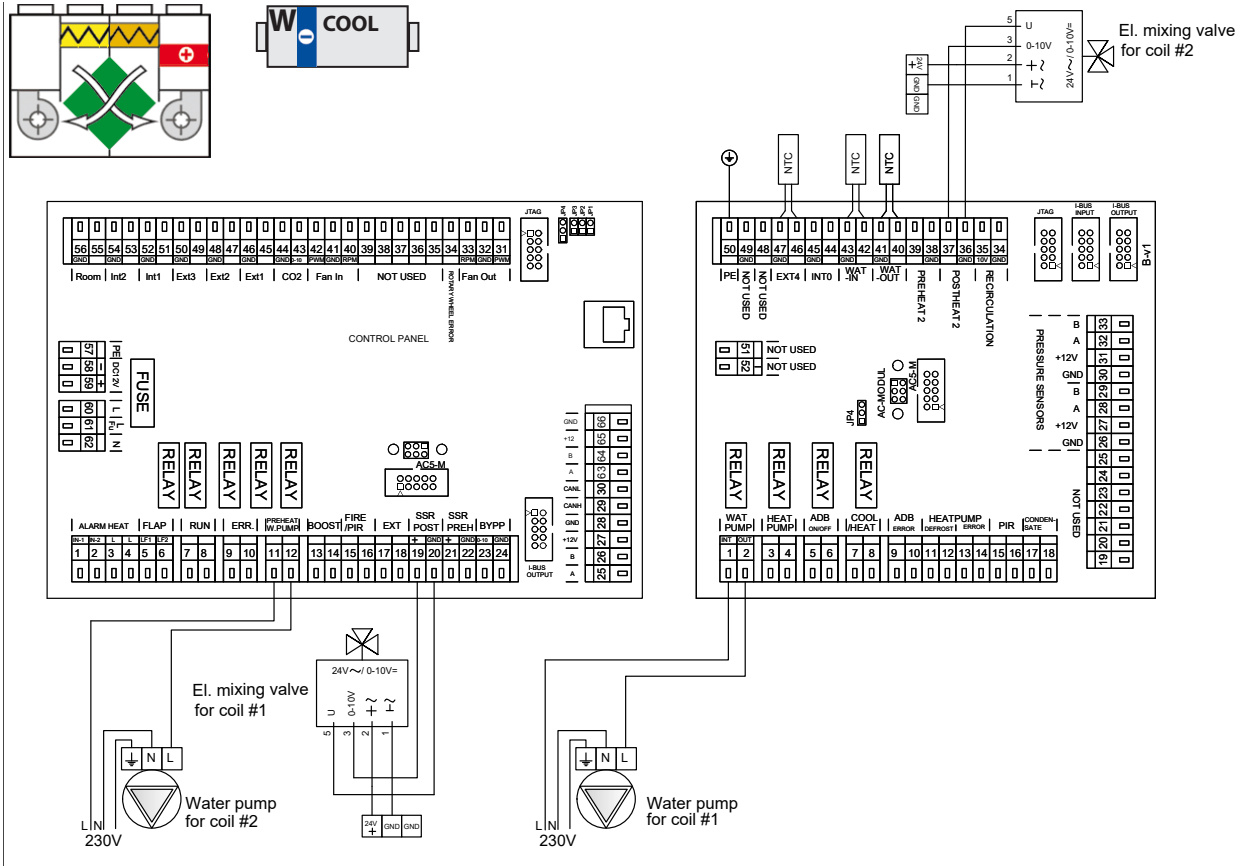 W
COOL
El. mixing valve
for coil #2
5 U
3 0-10V
2 +~
1
24V~/ 0-10V=
24V +
GND
GND
NTC
NTC
NTC
JTAG
JP4
JP3
JP2
JP1
56 55 54 53 52 51 50 49 48 47 46 45 44 43 42 41 40 39 38 37 36 35 34 33 32 31
GND GND GND GND GND GND GND 0-10 PWM GND RPM RPM GND PWM
Room Int2 Int1 Ext3 Ext2 Ext1 CO2 Fan In NOT USED ROTARY WHEEL ERROR Fan Out
CONTROL PANEL
57 58 59
PE DC12V
- +
60 61 62
L L N
Fu
FUSE
RELAY
RELAY
RELAY
RELAY
RELAY
AC5-M
GND 66
+12 65
B 64
A 63
CANL 30
CANH 29
GND 28
+12V 27
B 26
A 25
I-BUS
OUTPUT
ALARM HEAT FLAP RUN ERR. PREHEAT W.PUMP BOOST FIRE /PIR EXT SSR POST SSR PREH BYPP
IN-1 IN-2 L L LF1 LF2 + GND + GND 0-10 GND
1 2 3 4 5 6 7 8 9 10 11 12 13 14 15 16 17 18 19 20 21 22 23 24
JTAG
I-BUS
INPUT
I-BUS
OUTPUT
50 49 48 47 46 45 44 43 42 41 40 39 38 37 36 35 34
GND GND GND GND GND GND 10V GND
PE NOT USED NOT USED EXT4 INT0 WAT -IN WAT -OUT PREHEAT 2 POSTHEAT 2 RECIRCULATION
51 NOT USED
52 NOT USED
AC-MODUL
AC5-M
JP4
PRESSURE SENSORS
B 33
A 32
+12V 31
GND 30
B 29
A 28
+12V 27
GND 26
25
24
23
22
21
20
19
NOT USED
RELAY
RELAY
RELAY
RELAY
WAT PUMP HEAT PUMP ADB ON/OFF COOL /HEAT ADB ERROR HEATPUMP DEFROST ERROR PIR CONDEN- SATE
INT OUT
1 2 3 4 5 6 7 8 9 10 11 12 13 14 15 16 17 18
El. mixing valve
for coil #1
24V~/ 0-10V=
U 0-10V +~
5 3 2 1
24V + GND GND
N L
Water pump
for coil #2
L N
230V
N L
Water pump
for coil #1
L N
230V